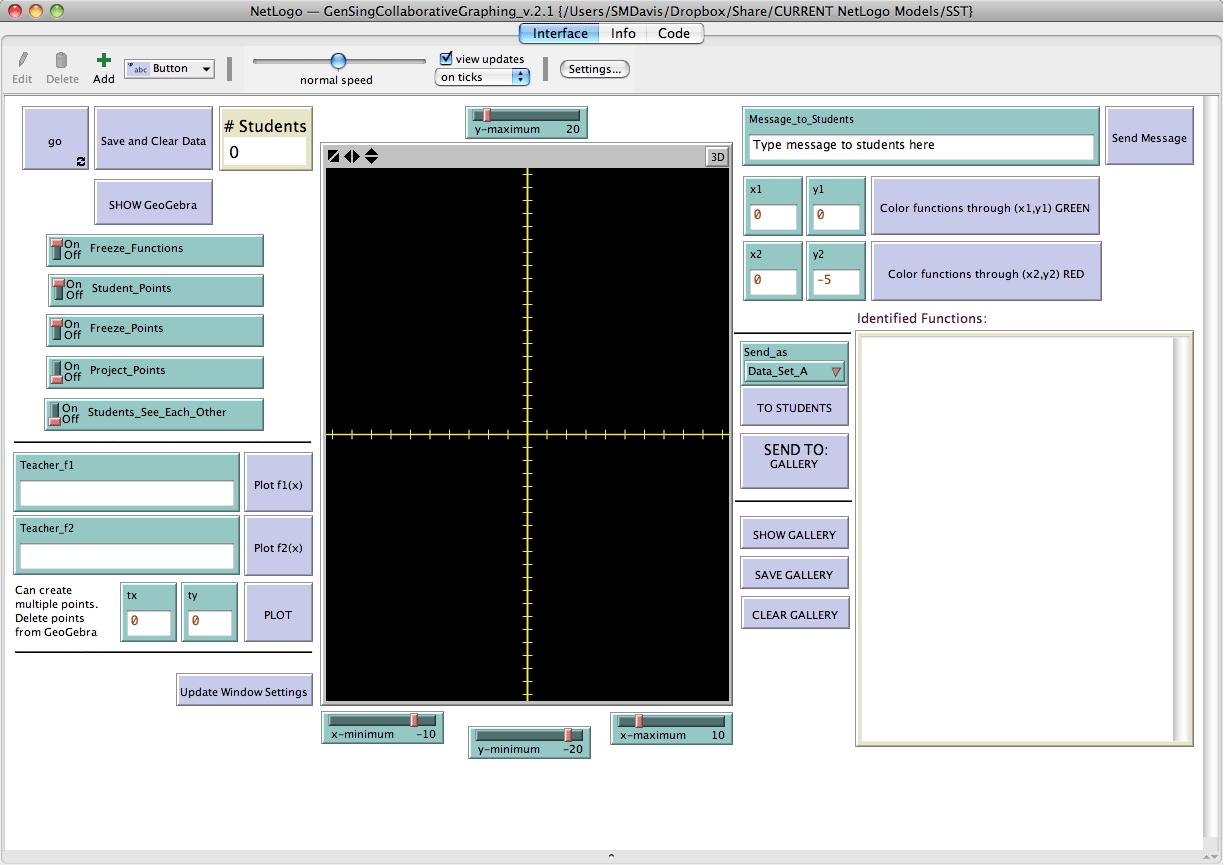 NetLogo — GenSingCollaborativeGraphing_v.2.1 {/Users/SMDavis/Dropbox/Share/CURRENT NetLogo Models/SST}
Interface Info Code
Edit Delete Add abc Button normal speed view updates on ticks Settings...
go
Save and Clear Data
# Students
0
SHOW GeoGebra
On
Off
Freeze_Functions
On
Off
Student_Points
On
Off
Freeze_Points
On
Off
Project_Points
On
Off
Students_See_Each_Other
Teacher_f1
Plot f1(x)
Teacher_f2
Plot f2(x)
Can create
multiple points.
Delete points
from GeoGebra
tx
0
ty
0
PLOT
Update Window Settings
y-maximum 20
3D
x-minimum -10
y-minimum -20
x-maximum 10
Message_to_Students
Type message to students here
Send Message
x1
0
y1
0
Color functions through (x1,y1) GREEN
x2
0
y2
-5
Color functions through (x2,y2) RED
Identified Functions:
Send_as
Data_Set_A
TO STUDENTS
SEND TO:
GALLERY
SHOW GALLERY
SAVE GALLERY
CLEAR GALLERY